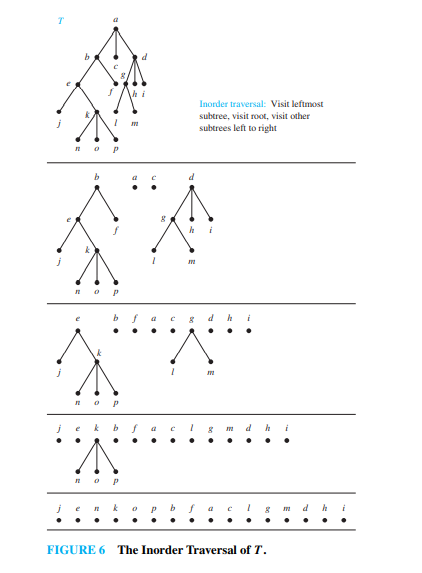 T
a
b
d
c
g
e
f
h i
Inorder traversal: Visit leftmost
subtree, visit root, visit other
subtrees left to right
k
j
l
m
n o p
b a c d
e g
f h i
k
j l m
n o p
e b f a c g d h i
k
j l m
n o p
j e k b f a c l g m d h i
n o p
j e n k o p b f a c l g m d h i
FIGURE 6 The Inorder Traversal of T.